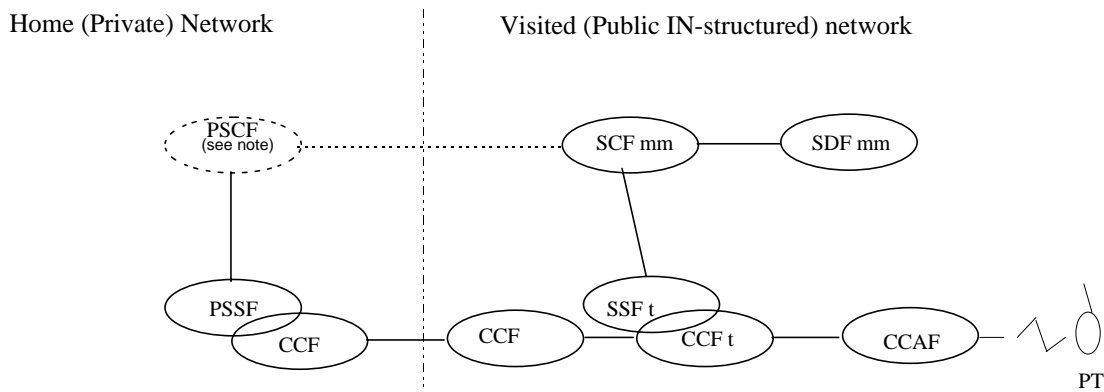 Home (Private) Network
Visited (Public IN-structured) network
PSCF
(see note)
SCF mm
SDF mm
PSSF
SSF t
CCF
CCF
CCF t
CCAF
PT